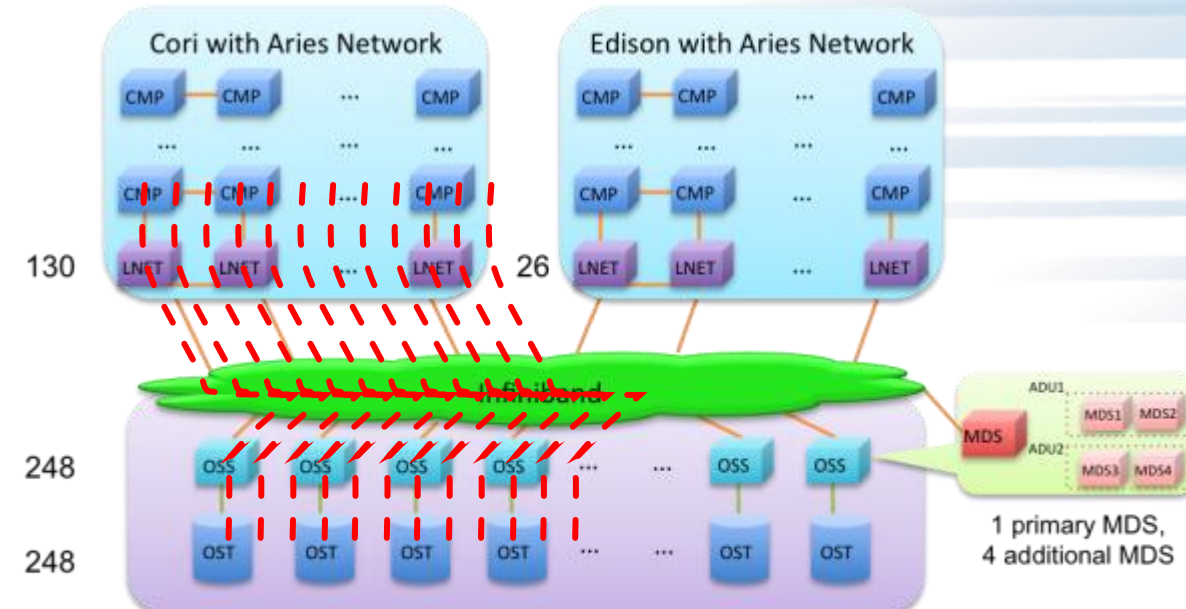 Cori with Aries Network
Edison with Aries Network
CMP CMP ... CMP
CMP CMP ... CMP
... ... ... ...
... ... ... ...
CMP CMP ... CMP
CMP CMP ... CMP
130
LNET LNET ... LNET
26
LNET LNET ... LNET
Infiniband
ADU1
MDS1 MDS2
MDS
ADU2
MDS3 MDS4
248
OSS OSS OSS OSS ... ... OSS OSS
1 primary MDS,
4 additional MDS
248
OST OST OST OST ... ... OST OST